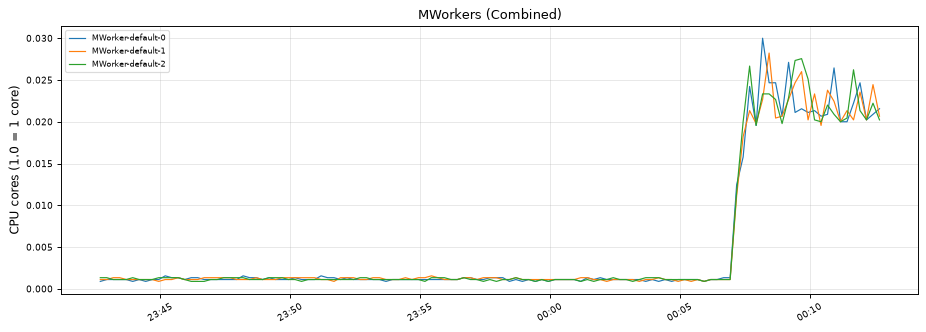 MWorkers (Combined)
CPU cores (1.0 = 1 core)
MWorker-default-0
MWorker-default-1
MWorker-default-2
0.030
0.025
0.020
0.015
0.010
0.005
0.000
23:45
23:50
23:55
00:00
00:05
00:10